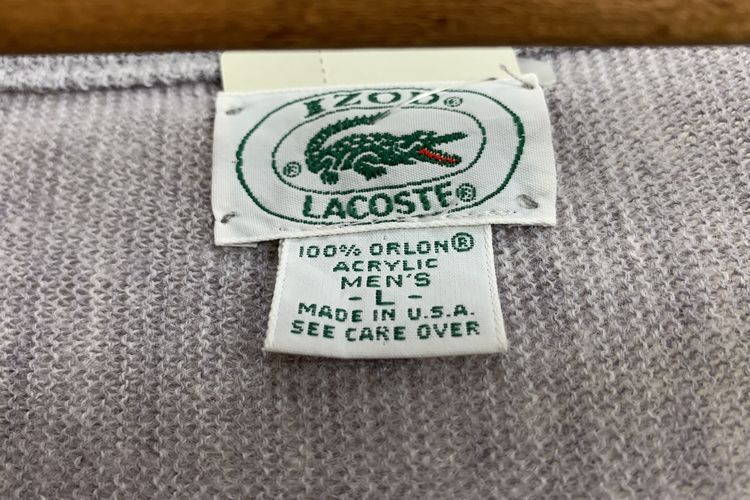 IZOD®
®
LACOSTE®
100% ORLON®
ACRYLIC
MEN'S
- L -
MADE IN U.S.A.
SEE CARE OVER